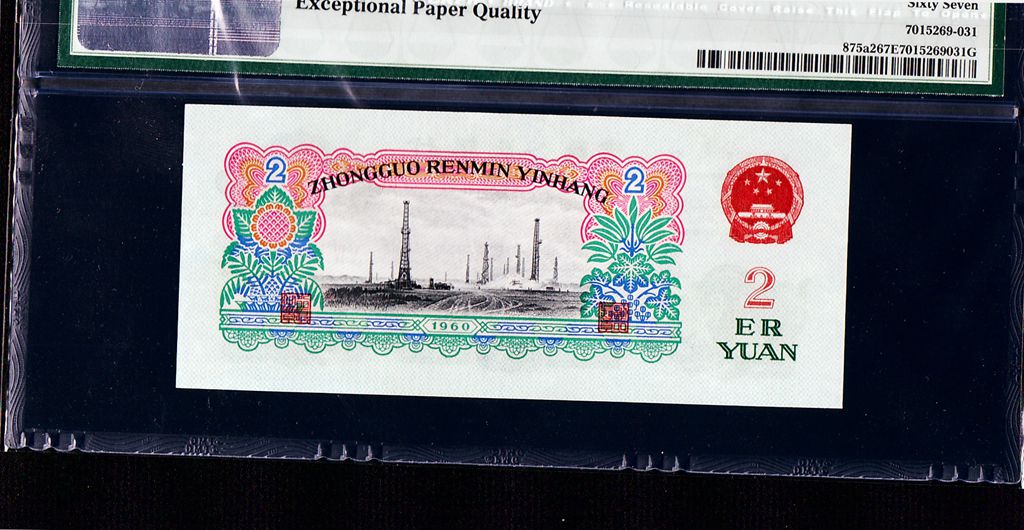 Exceptional Paper Quality
Sixty Seven
7015269-031
875a267E7015269031G
2
2
ZHONGGUO RENMIN YINHANG
1960
2
ER
YUAN